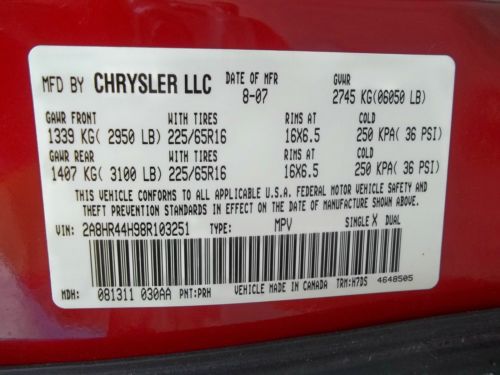 MFD BY CHRYSLER LLC DATE OF MFR GVWR
8-07 2745 KG(06050 LB)
GAWR FRONT WITH TIRES RIMS AT COLD
1339 KG( 2950 LB) 225/65R16 16X6.5 250 KPA( 36 PSI)
GAWR REAR WITH TIRES RIMS AT COLD
1407 KG( 3100 LB) 225/65R16 16X6.5 250 KPA( 36 PSI)
THIS VEHICLE CONFORMS TO ALL APPLICABLE U.S.A. FEDERAL MOTOR VEHICLE SAFETY AND
THEFT PREVENTION STANDARDS IN EFFECT ON THE DATE OF MANUFACTURE SHOWN ABOVE.
VIN: 2A8HR44H98R103251 TYPE: MPV SINGLE X DUAL
MDH: 081311 030AA PNT:PRH VEHICLE MADE IN CANADA TRM:H7DS 4648505